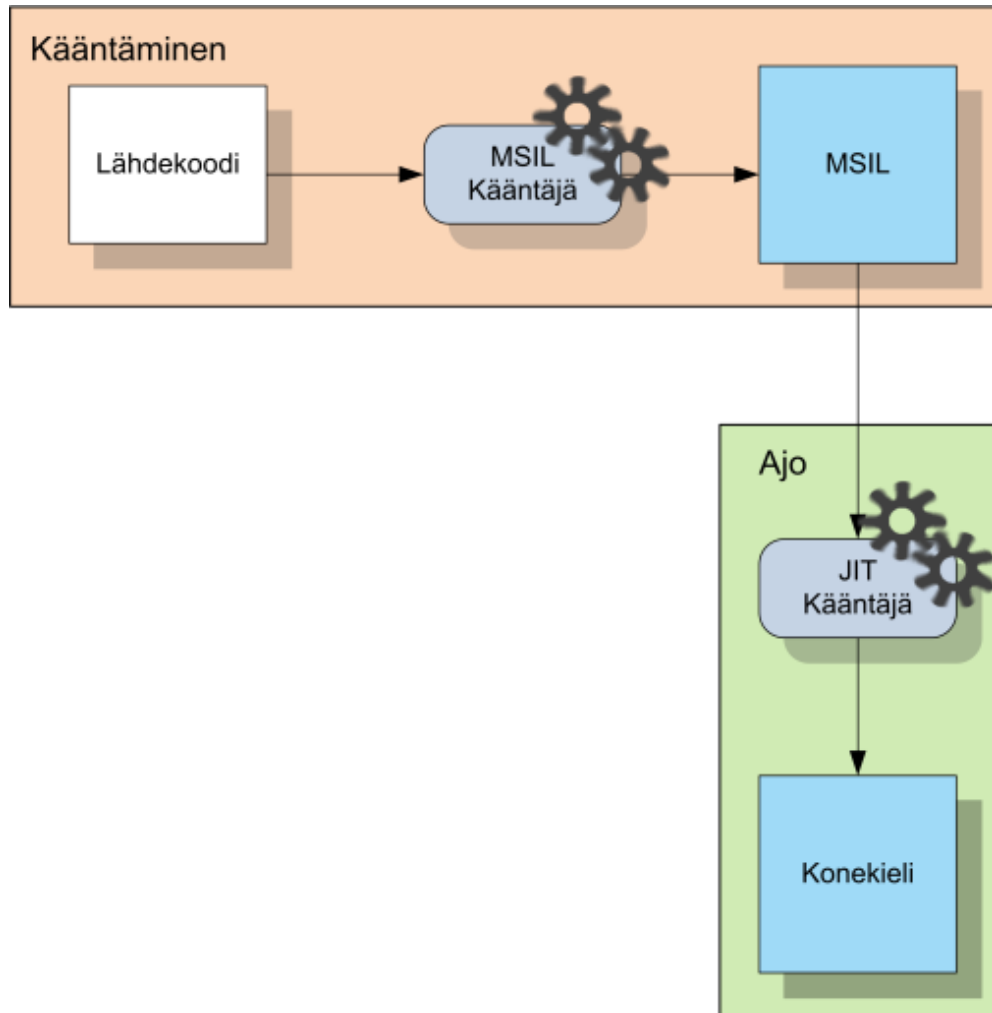 Kääntäminen
Lähdekoodi
MSIL
Kääntäjä
MSIL
Ajo
JIT
Kääntäjä
Konekieli